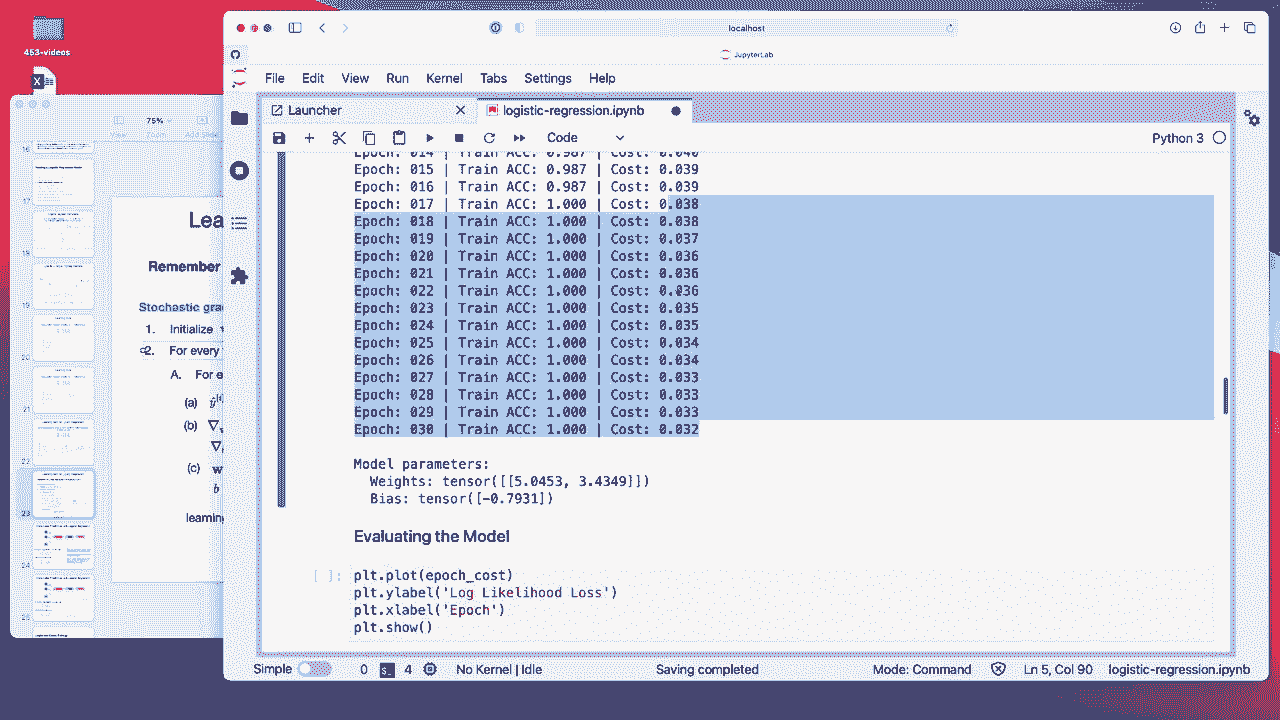 453-videos
localhost
JupyterLab
File Edit View Run Kernel Tabs Settings Help
Launcher
logistic-regression.ipynb
75%
View Zoom Add Slide
Code
Python 3
Epoch: 014 | Train ACC: 0.987 | Cost: 0.040
Epoch: 015 | Train ACC: 0.987 | Cost: 0.039
Epoch: 016 | Train ACC: 0.987 | Cost: 0.039
Epoch: 017 | Train ACC: 1.000 | Cost: 0.038
Epoch: 018 | Train ACC: 1.000 | Cost: 0.038
Epoch: 019 | Train ACC: 1.000 | Cost: 0.037
Epoch: 020 | Train ACC: 1.000 | Cost: 0.036
Epoch: 021 | Train ACC: 1.000 | Cost: 0.036
Epoch: 022 | Train ACC: 1.000 | Cost: 0.036
Epoch: 023 | Train ACC: 1.000 | Cost: 0.035
Epoch: 024 | Train ACC: 1.000 | Cost: 0.035
Epoch: 025 | Train ACC: 1.000 | Cost: 0.034
Epoch: 026 | Train ACC: 1.000 | Cost: 0.034
Epoch: 027 | Train ACC: 1.000 | Cost: 0.033
Epoch: 028 | Train ACC: 1.000 | Cost: 0.033
Epoch: 029 | Train ACC: 1.000 | Cost: 0.033
Epoch: 030 | Train ACC: 1.000 | Cost: 0.032
Model parameters:
Weights: tensor([[5.0453, 3.4349]])
Bias: tensor([-0.7931])
Evaluating the Model
[ ]: plt.plot(epoch_cost)
plt.ylabel('Log Likelihood Loss')
plt.xlabel('Epoch')
plt.show()
Lea
Remember
Stochastic gra
1. Initialize
2. For every
A. For e
(a)
(b)
(c) w
b
learning
Simple 0 4 No Kernel | Idle Saving completed Mode: Command Ln 5, Col 90 logistic-regression.ipynb